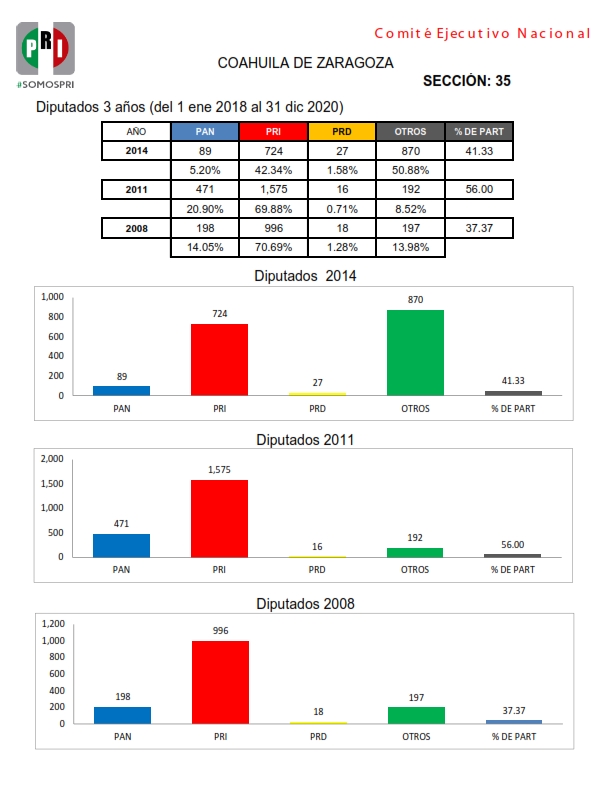 PRI
#SOMOSPRI
Comité Ejecutivo Nacional
COAHUILA DE ZARAGOZA
SECCIÓN: 35
Diputados 3 años (del 1 ene 2018 al 31 dic 2020)
AÑO PAN PRI PRD OTROS % DE PART
2014 89 724 27 870 41.33
5.20% 42.34% 1.58% 50.88%
2011 471 1,575 16 192 56.00
20.90% 69.88% 0.71% 8.52%
2008 198 996 18 197 37.37
14.05% 70.69% 1.28% 13.98%
Diputados 2014
1,000
800
600
400
200
0
89 724 27 870 41.33
PAN PRI PRD OTROS % DE PART
Diputados 2011
2,000
1,500
1,000
500
0
471 1,575 16 192 56.00
PAN PRI PRD OTROS % DE PART
Diputados 2008
1,200
1,000
800
600
400
200
0
198 996 18 197 37.37
PAN PRI PRD OTROS % DE PART